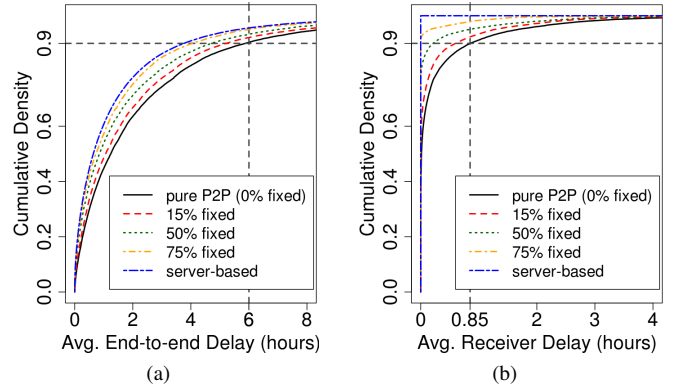 Cumulative Density
0.9
0.6
0.4
0.2
0.0
pure P2P (0% fixed)
15% fixed
50% fixed
75% fixed
server-based
0 2 4 6 8
Avg. End-to-end Delay (hours)
(a)
Cumulative Density
0.9
0.6
0.4
0.2
0.0
pure P2P (0% fixed)
15% fixed
50% fixed
75% fixed
server-based
0 0.85 2 3 4
Avg. Receiver Delay (hours)
(b)